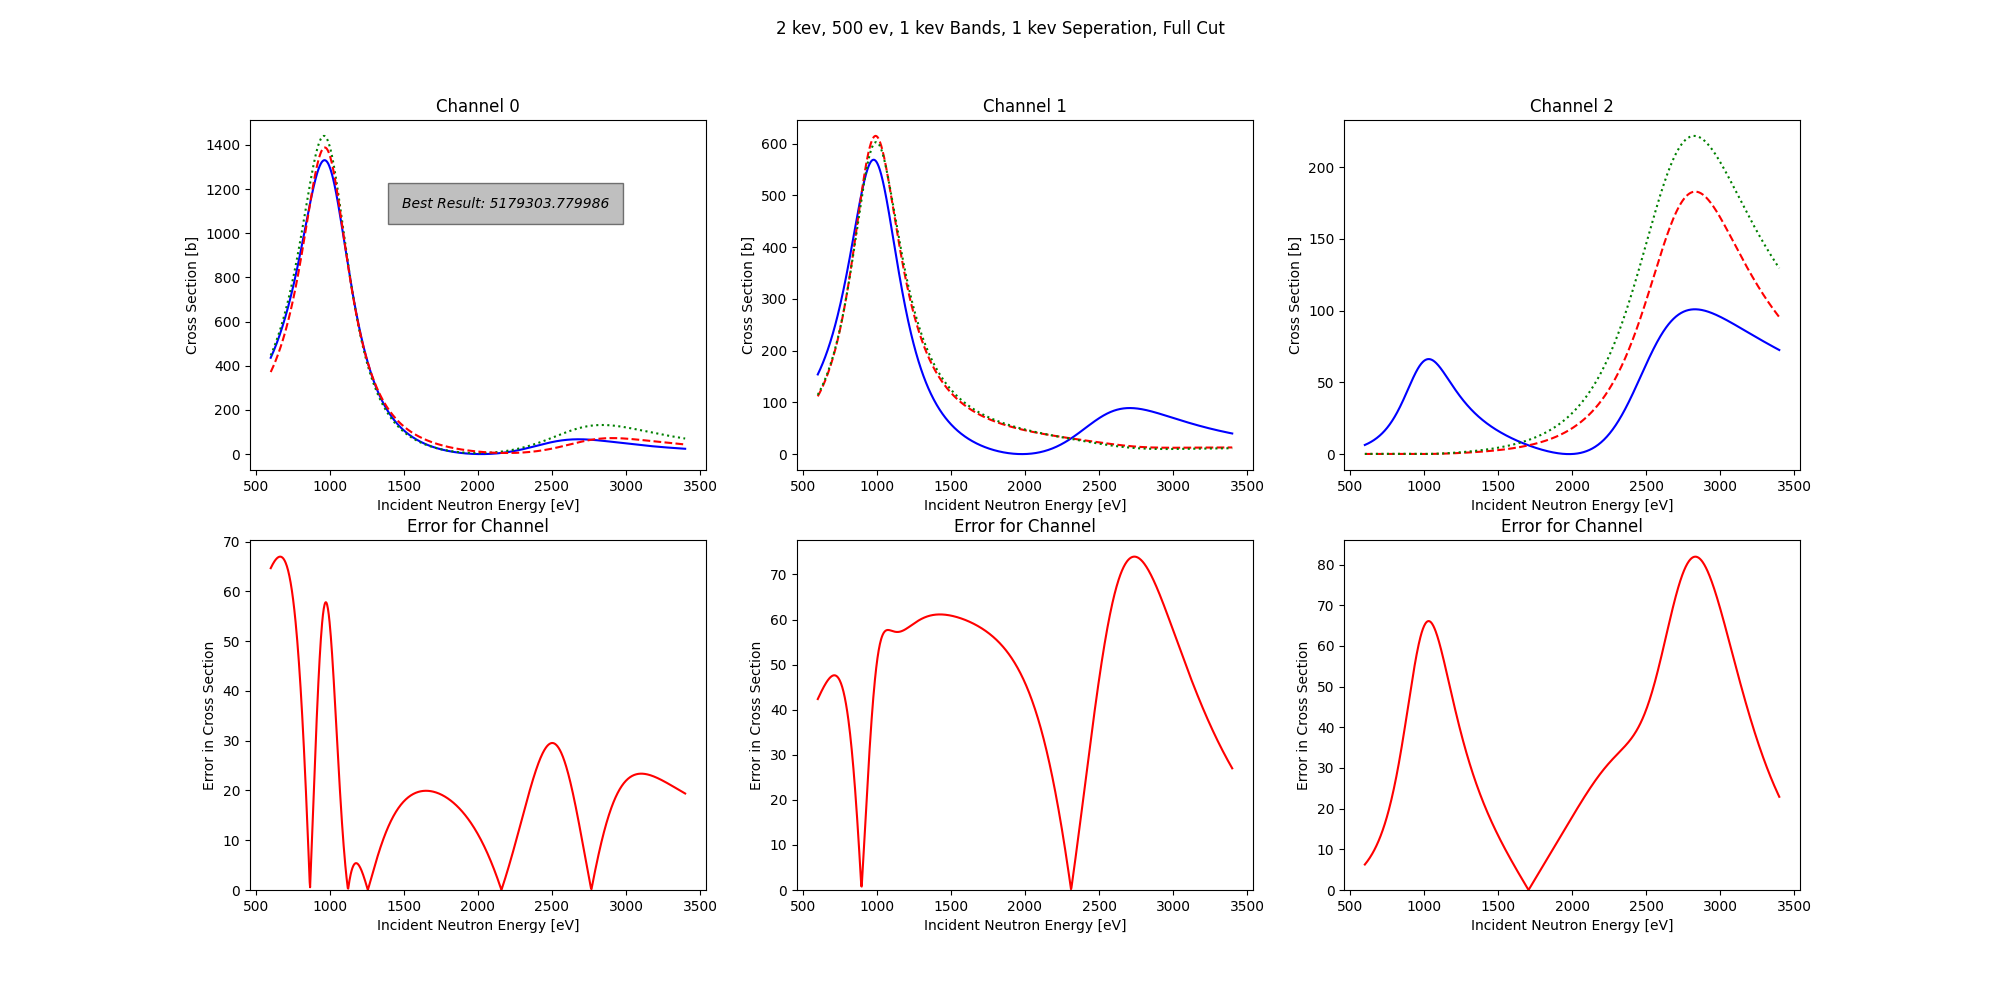 2 kev, 500 ev, 1 kev Bands, 1 kev Seperation, Full Cut
Channel 0
Cross Section [b]
1400
1200
1000
800
600
400
200
0
Best Result: 5179303.779986
500 1000 1500 2000 2500 3000 3500
Incident Neutron Energy [eV]
Channel 1
Cross Section [b]
600
500
400
300
200
100
0
500 1000 1500 2000 2500 3000 3500
Incident Neutron Energy [eV]
Channel 2
Cross Section [b]
200
150
100
50
0
500 1000 1500 2000 2500 3000 3500
Incident Neutron Energy [eV]
Error for Channel
Error in Cross Section
70
60
50
40
30
20
10
0
500 1000 1500 2000 2500 3000 3500
Incident Neutron Energy [eV]
Error for Channel
Error in Cross Section
70
60
50
40
30
20
10
0
500 1000 1500 2000 2500 3000 3500
Incident Neutron Energy [eV]
Error for Channel
Error in Cross Section
80
70
60
50
40
30
20
10
0
500 1000 1500 2000 2500 3000 3500
Incident Neutron Energy [eV]